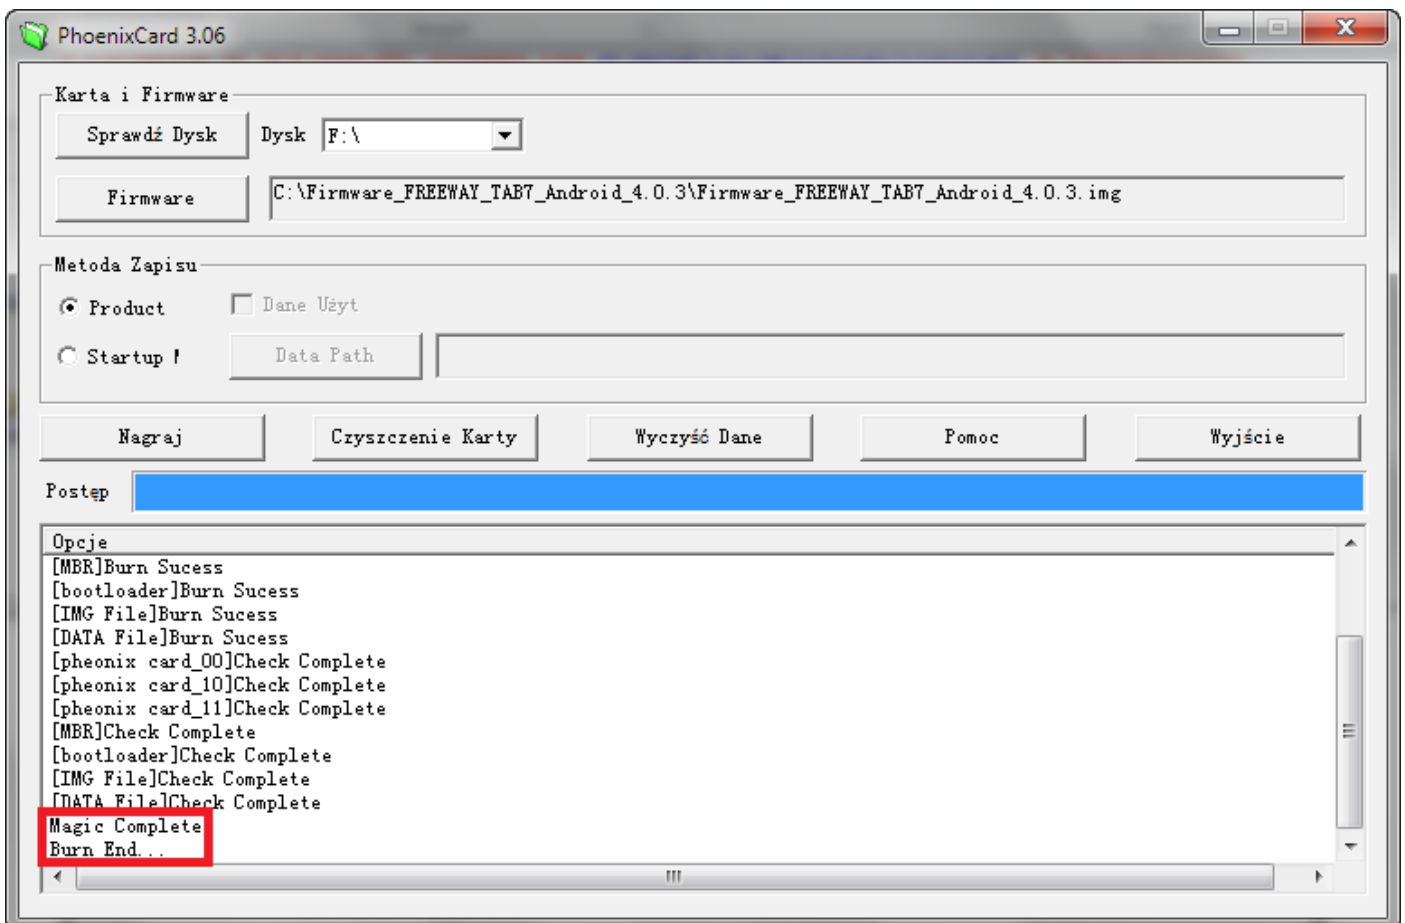 PhoenixCard 3.06
Karta i Firmware
Sprawdź Dysk Dysk F:\
Firmware C:\Firmware_FREEWAY_TAB7_Android_4.0.3\Firmware_FREEWAY_TAB7_Android_4.0.3.img
Metoda Zapisu
Product Dane Użyt
Startup Data Path
Nagraj Czyszczenie Karty Wyczyść Dane Pomoc Wyjście
Postęp
Opcje
[MBR]Burn Sucess
[bootloader]Burn Sucess
[IMG File]Burn Sucess
[DATA File]Burn Sucess
[pheonix card_00]Check Complete
[pheonix card_10]Check Complete
[pheonix card_11]Check Complete
[MBR]Check Complete
[bootloader]Check Complete
[IMG File]Check Complete
[DATA File]Check Complete
Magic Complete
Burn End...